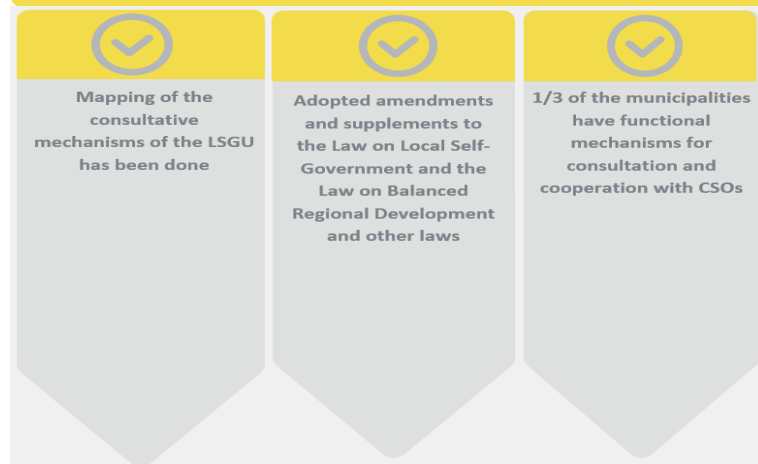 Mapping of the
consultative
mechanisms of the LSGU
has been done
Adopted amendments
and supplements to
the Law on Local Self-
Government and the
Law on Balanced
Regional Development
and other laws
1/3 of the municipalities
have functional
mechanisms for
consultation and
cooperation with CSOs